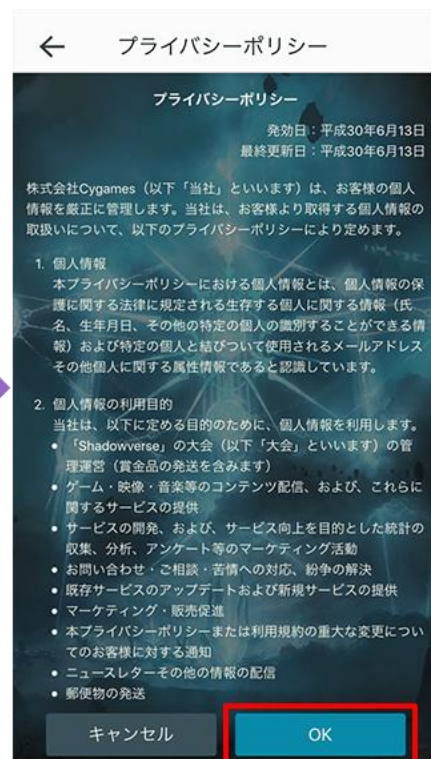 プライバシーポリシー
プライバシーポリシー
発効日：平成30年6月13日
最終更新日：平成30年6月13日
株式会社Cygames（以下「当社」といいます）は、お客様の個人
情報を厳正に管理します。当社は、お客様より取得する個人情報の
取扱いについて、以下のプライバシーポリシーにより定めます。
1. 個人情報
本プライバシーポリシーにおける個人情報とは、個人情報の保
護に関する法律に規定される生存する個人に関する情報（氏
名、生年月日、その他の特定の個人の識別することができる情
報）および特定の個人と結びついて使用されるメールアドレス
その他個人に関する属性情報であると認識しています。
2. 個人情報の利用目的
当社は、以下に定める目的のために、個人情報を利用します。
• 「Shadowverse」の大会（以下「大会」といいます）の管
理運営（賞金品の発送を含みます）
• ゲーム・映像・音楽等のコンテンツ配信、および、これらに
関するサービスの提供
• サービスの開発、および、サービス向上を目的とした統計の
収集、分析、アンケート等のマーケティング活動
• お問い合わせ・ご相談・苦情への対応、紛争の解決
• 既存サービスのアップデートおよび新規サービスの提供
• マーケティング・販売促進
• 本プライバシーポリシーまたは利用規約の重大な変更につい
てのお客様に対する通知
• ニュースレターその他の情報の配信
• 郵便物の発送
キャンセル
OK